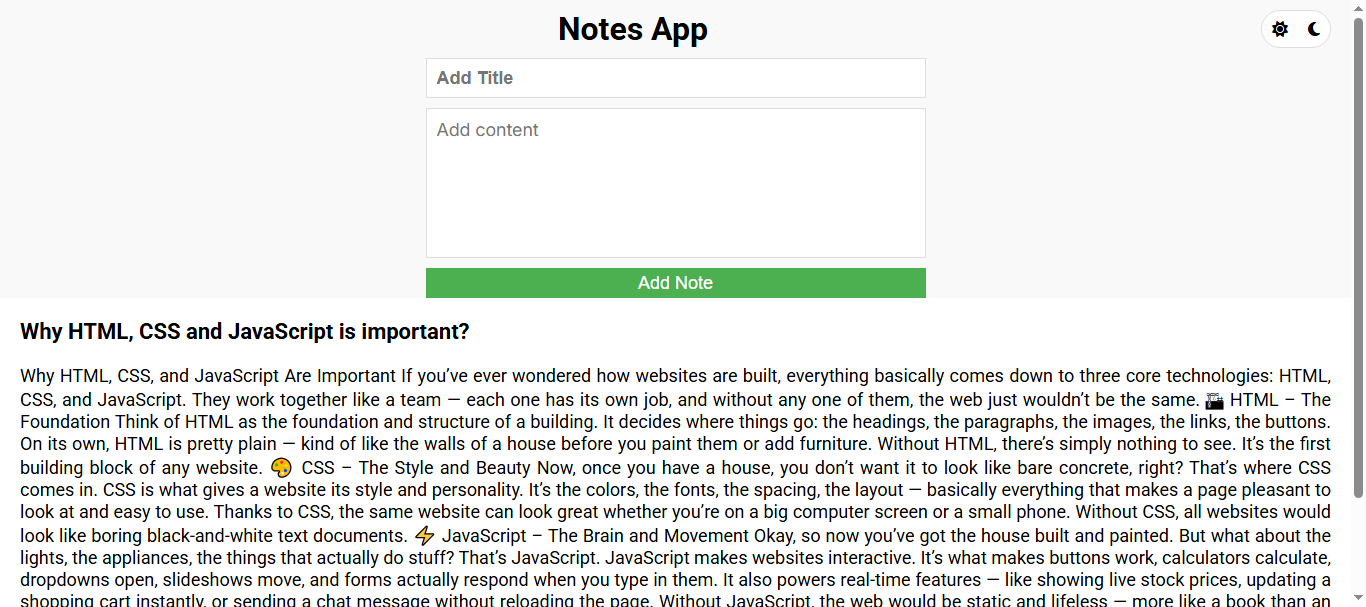 Notes App
Add Title
Add content
Add Note
Why HTML, CSS and JavaScript is important?
Why HTML, CSS, and JavaScript Are Important If you’ve ever wondered how websites are built, everything basically comes down to three core technologies: HTML,
CSS, and JavaScript. They work together like a team — each one has its own job, and without any one of them, the web just wouldn’t be the same. 🏗 HTML – The
Foundation Think of HTML as the foundation and structure of a building. It decides where things go: the headings, the paragraphs, the images, the links, the buttons.
On its own, HTML is pretty plain — kind of like the walls of a house before you paint them or add furniture. Without HTML, there’s simply nothing to see. It’s the first
building block of any website. 🎨 CSS – The Style and Beauty Now, once you have a house, you don’t want it to look like bare concrete, right? That’s where CSS
comes in. CSS is what gives a website its style and personality. It’s the colors, the fonts, the spacing, the layout — basically everything that makes a page pleasant to
look at and easy to use. Thanks to CSS, the same website can look great whether you’re on a big computer screen or a small phone. Without CSS, all websites would
look like boring black-and-white text documents. ⚡ JavaScript – The Brain and Movement Okay, so now you’ve got the house built and painted. But what about the
lights, the appliances, the things that actually do stuff? That’s JavaScript. JavaScript makes websites interactive. It’s what makes buttons work, calculators calculate,
dropdowns open, slideshows move, and forms actually respond when you type in them. It also powers real-time features — like showing live stock prices, updating a
shopping cart instantly, or sending a chat message without reloading the page. Without JavaScript, the web would be static and lifeless — more like a book than an